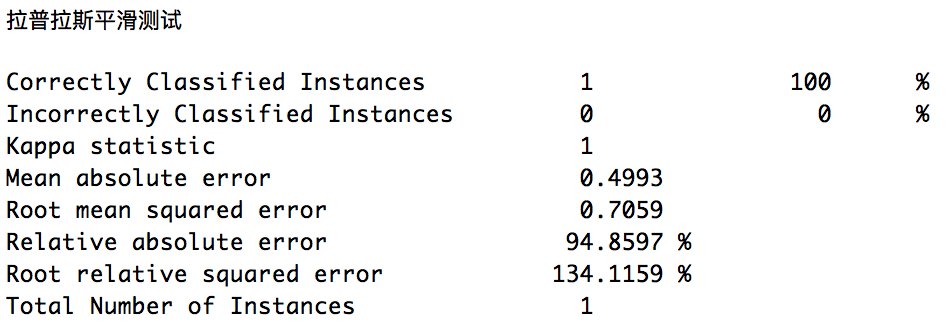 拉普拉斯平滑测试
Correctly Classified Instances 1 100 %
Incorrectly Classified Instances 0 0 %
Kappa statistic 1
Mean absolute error 0.4993
Root mean squared error 0.7059
Relative absolute error 94.8597 %
Root relative squared error 134.1159 %
Total Number of Instances 1